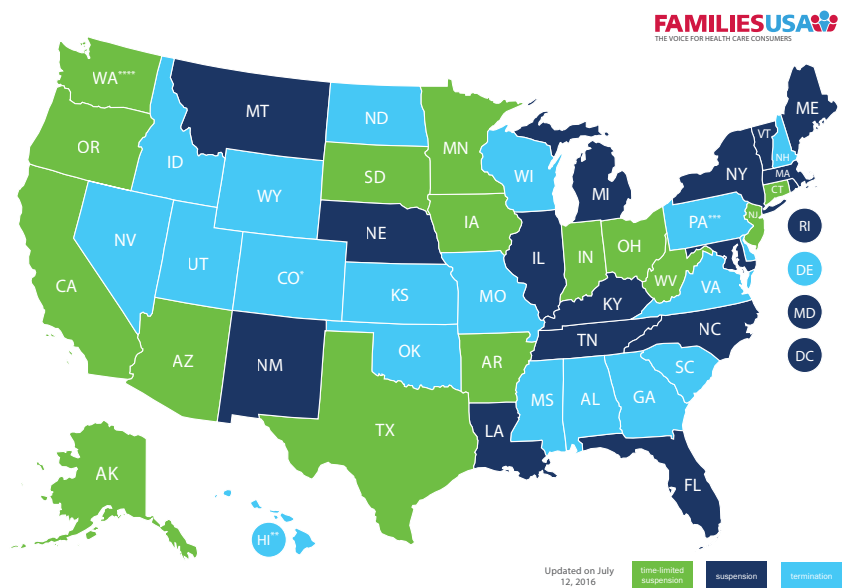 FAMILIESUSA
THE VOICE FOR HEALTH CARE CONSUMERS
WA****
MT
ND
MN
ME
VT
NH
OR
ID
WY
SD
WI
MI
NY
MA
CT
NV
UT
CO*
NE
IA
IL
IN
OH
PA***
NJ
RI
CA
KS
MO
KY
WV
VA
DE
AZ
NM
OK
AR
TN
NC
MD
SC
DC
TX
LA
MS
AL
GA
AK
FL
HI**
Updated on July
12, 2016
time-limited
suspension
suspension
termination